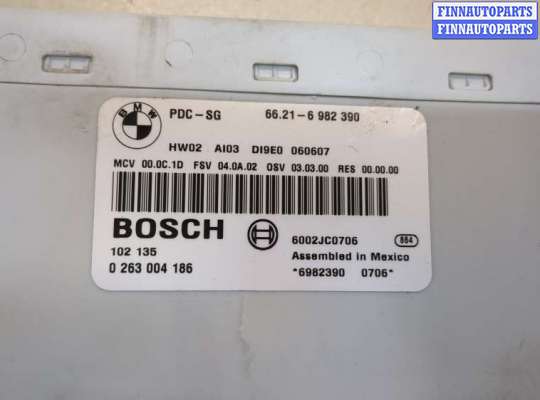 FINNAUTOPARTS
FINNAUTOPARTS
BMW
PDC-SG 66.21-6 982 390
HW02 AI03 DI9E0 060607
MCV 00.0C.1D FSV 04.0A.02 OSV 03.03.00 RES 00.00.00
BOSCH
6002JC0706 884
102 135
Assembled in Mexico
0 263 004 186
*6982390 0706*